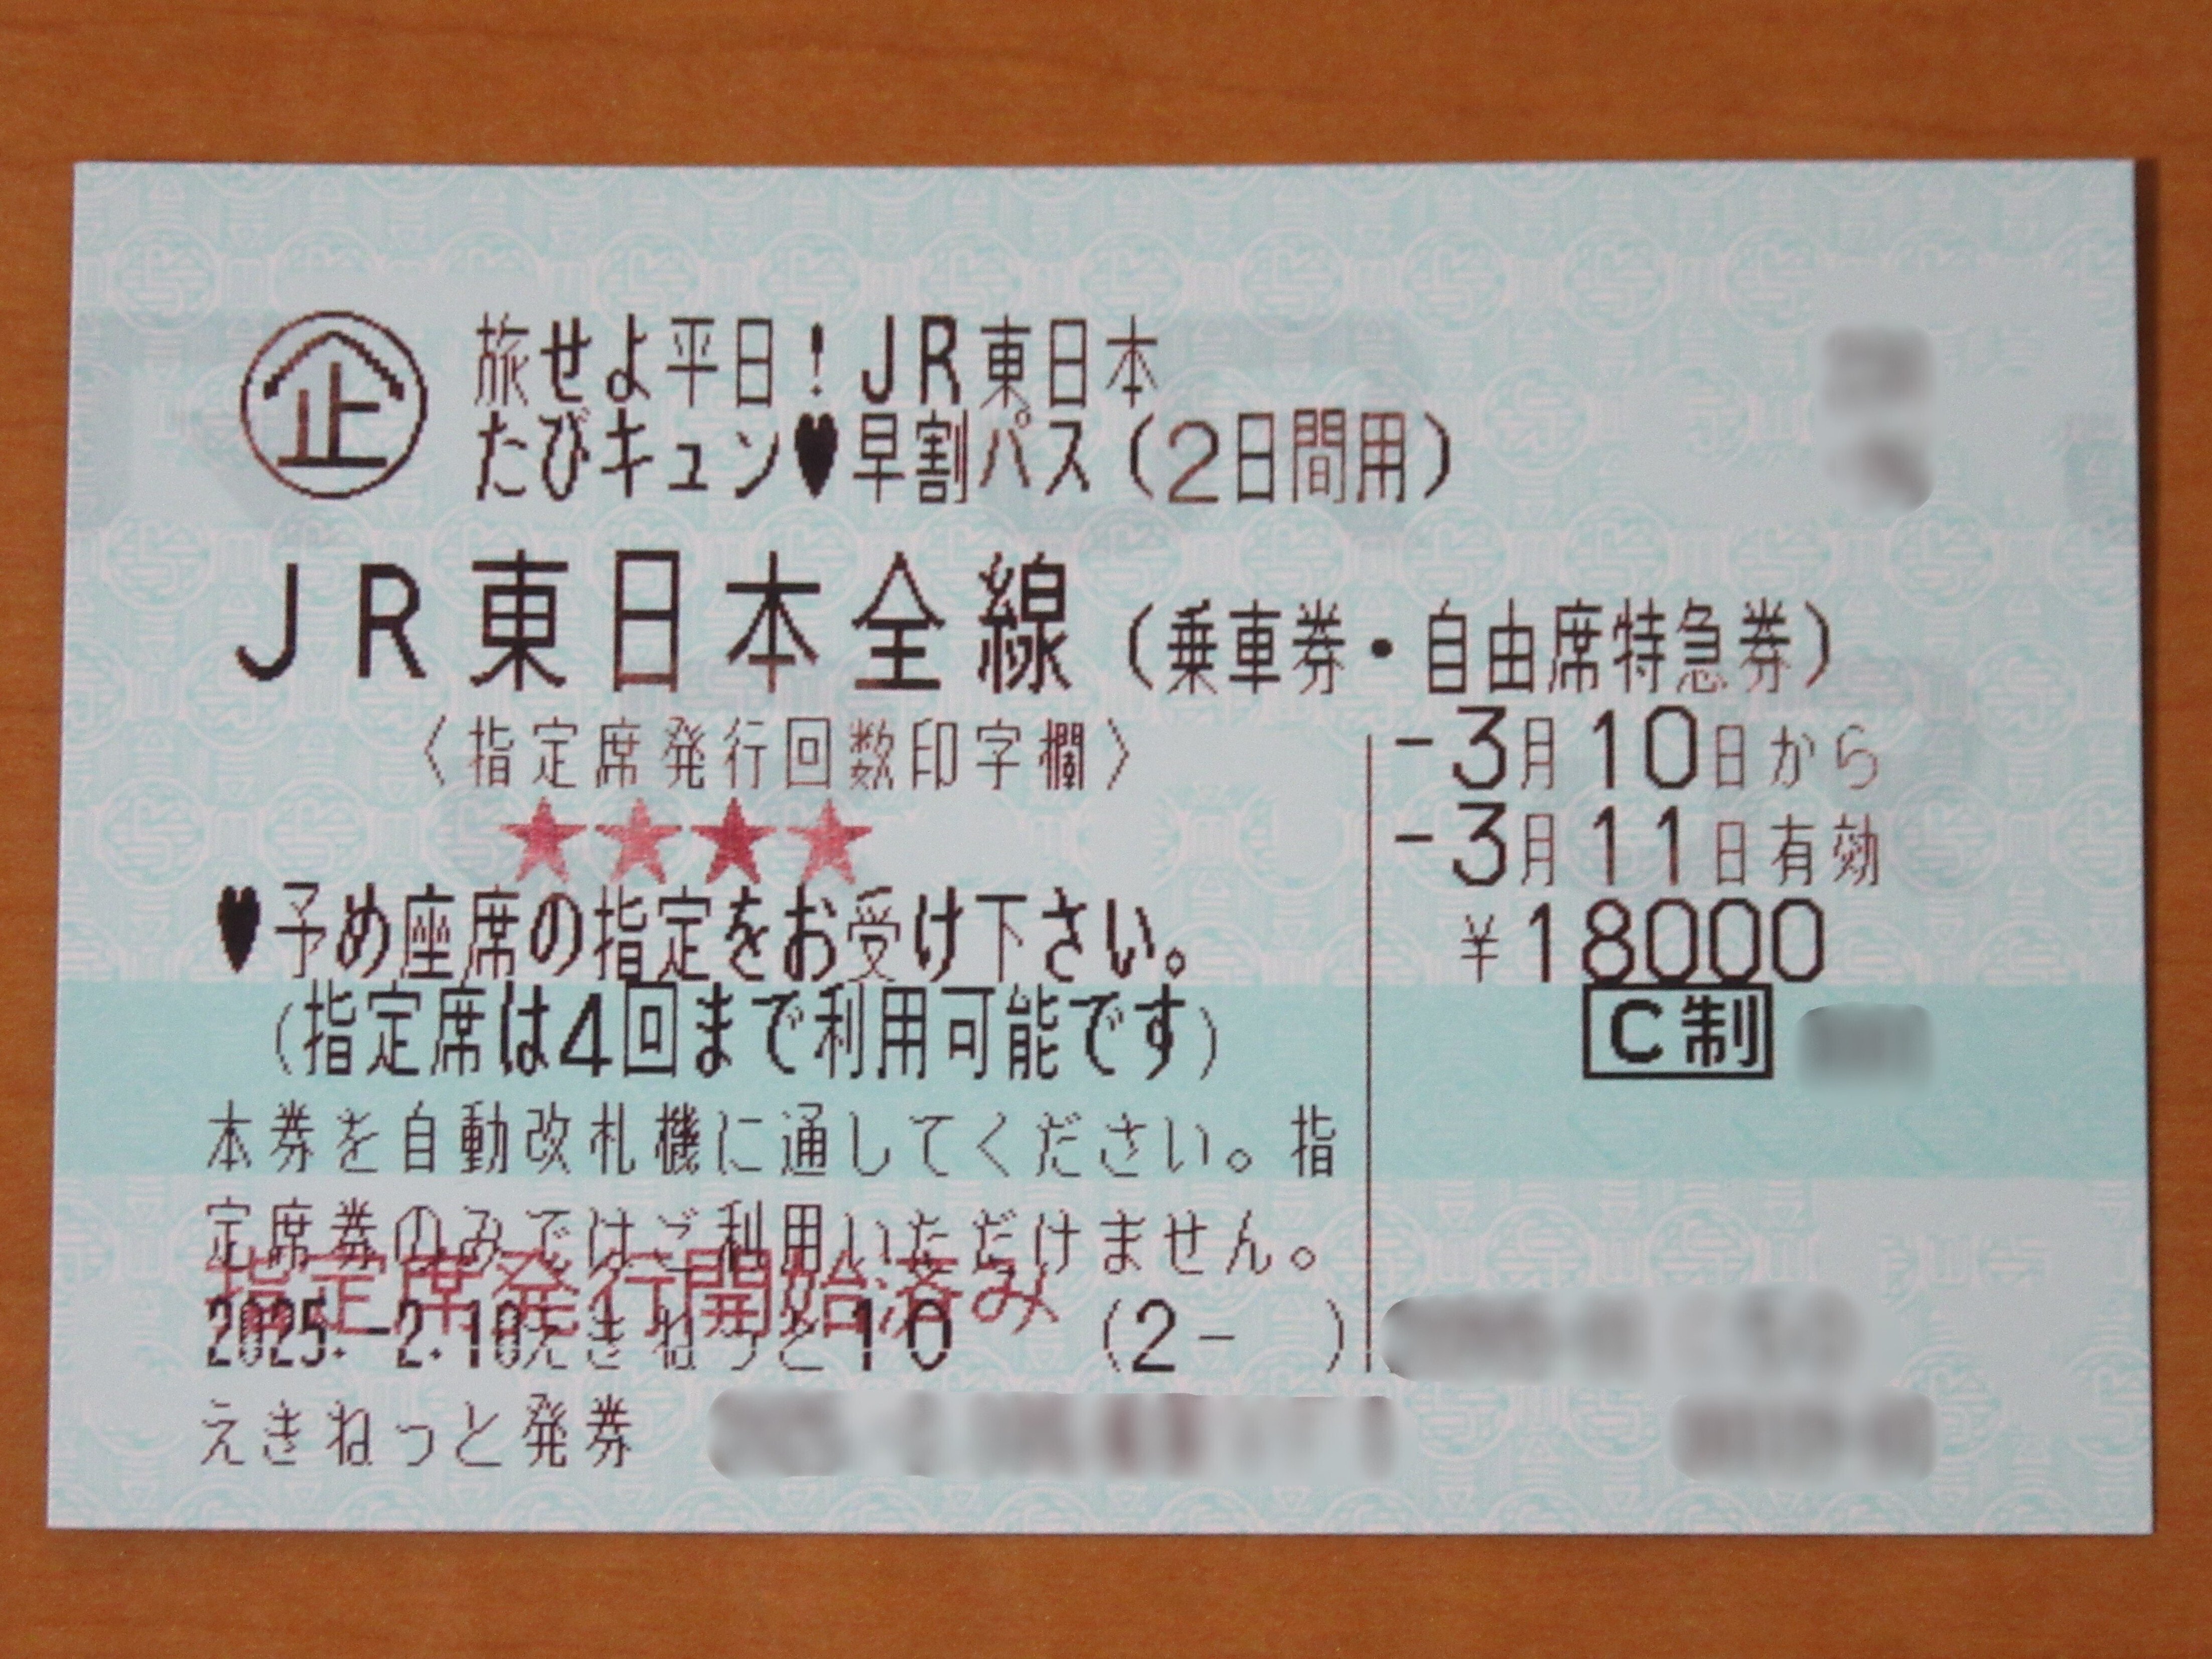 企 旅せよ平日！JR東日本
たびキュン♥早割パス（2日間用）
JR東日本全線（乗車券・自由席特急券）
〈指定席発行回数印字欄〉
-3月10日から
★★★★
-3月11日有効
♥予め座席の指定をお受け下さい。
¥18000
（指定席は4回まで利用可能です）
C制
本券を自動改札機に通してください。指
定席券のみではご利用いただけません。
指定席発行開始済み
2025.-2.10えきねっと10 （2- ）
えきねっと発券